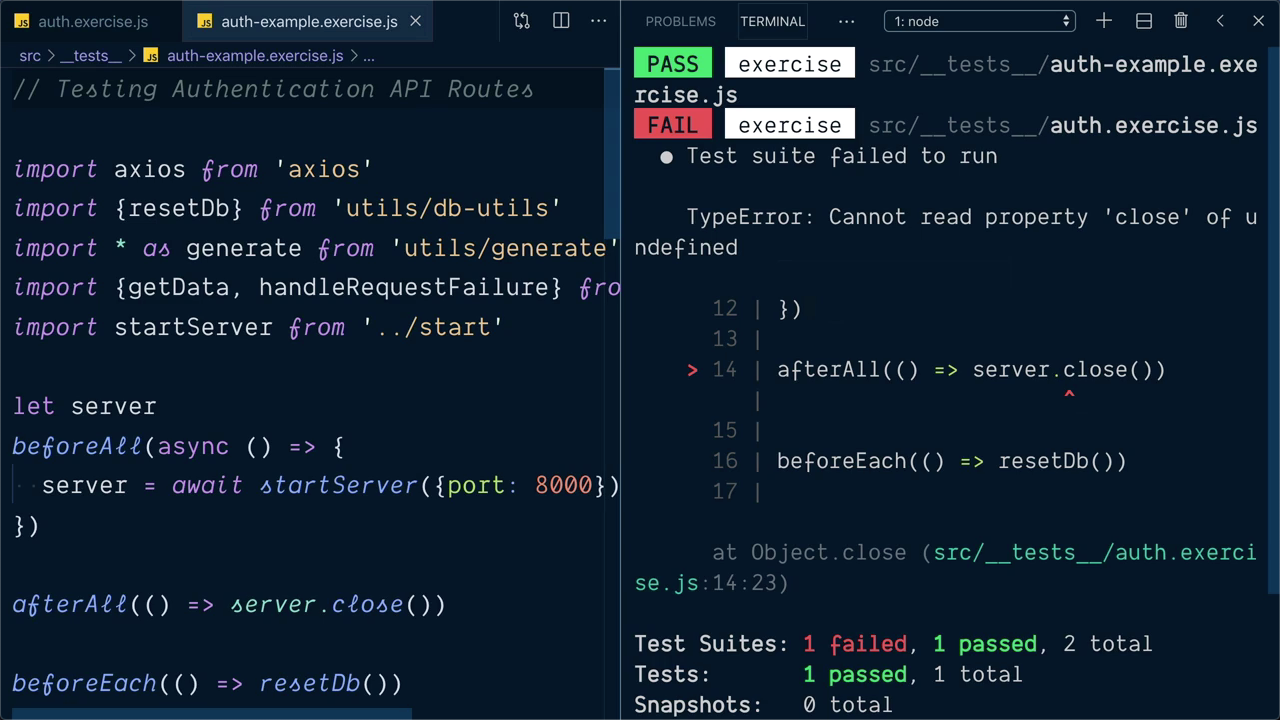 JS auth.exercise.js
JS auth-example.exercise.js ×
src > __tests__ > JS auth-example.exercise.js > ...
// Testing Authentication API Routes
import axios from 'axios'
import {resetDb} from 'utils/db-utils'
import * as generate from 'utils/generate'
import {getData, handleRequestFailure} fro
import startServer from '../start'
let server
beforeAll(async () => {
server = await startServer({port: 8000})
})
afterAll(() => server.close())
beforeEach(() => resetDb())
PROBLEMS TERMINAL ··· 1: node
PASS exercise src/__tests__/auth-example.exe
rcise.js
FAIL exercise src/__tests__/auth.exercise.js
● Test suite failed to run
TypeError: Cannot read property 'close' of u
ndefined
12 | })
13 |
> 14 | afterAll(() => server.close())
| ^
15 |
16 | beforeEach(() => resetDb())
17 |
at Object.close (src/__tests__/auth.exerci
se.js:14:23)
Test Suites: 1 failed, 1 passed, 2 total
Tests: 1 passed, 1 total
Snapshots: 0 total